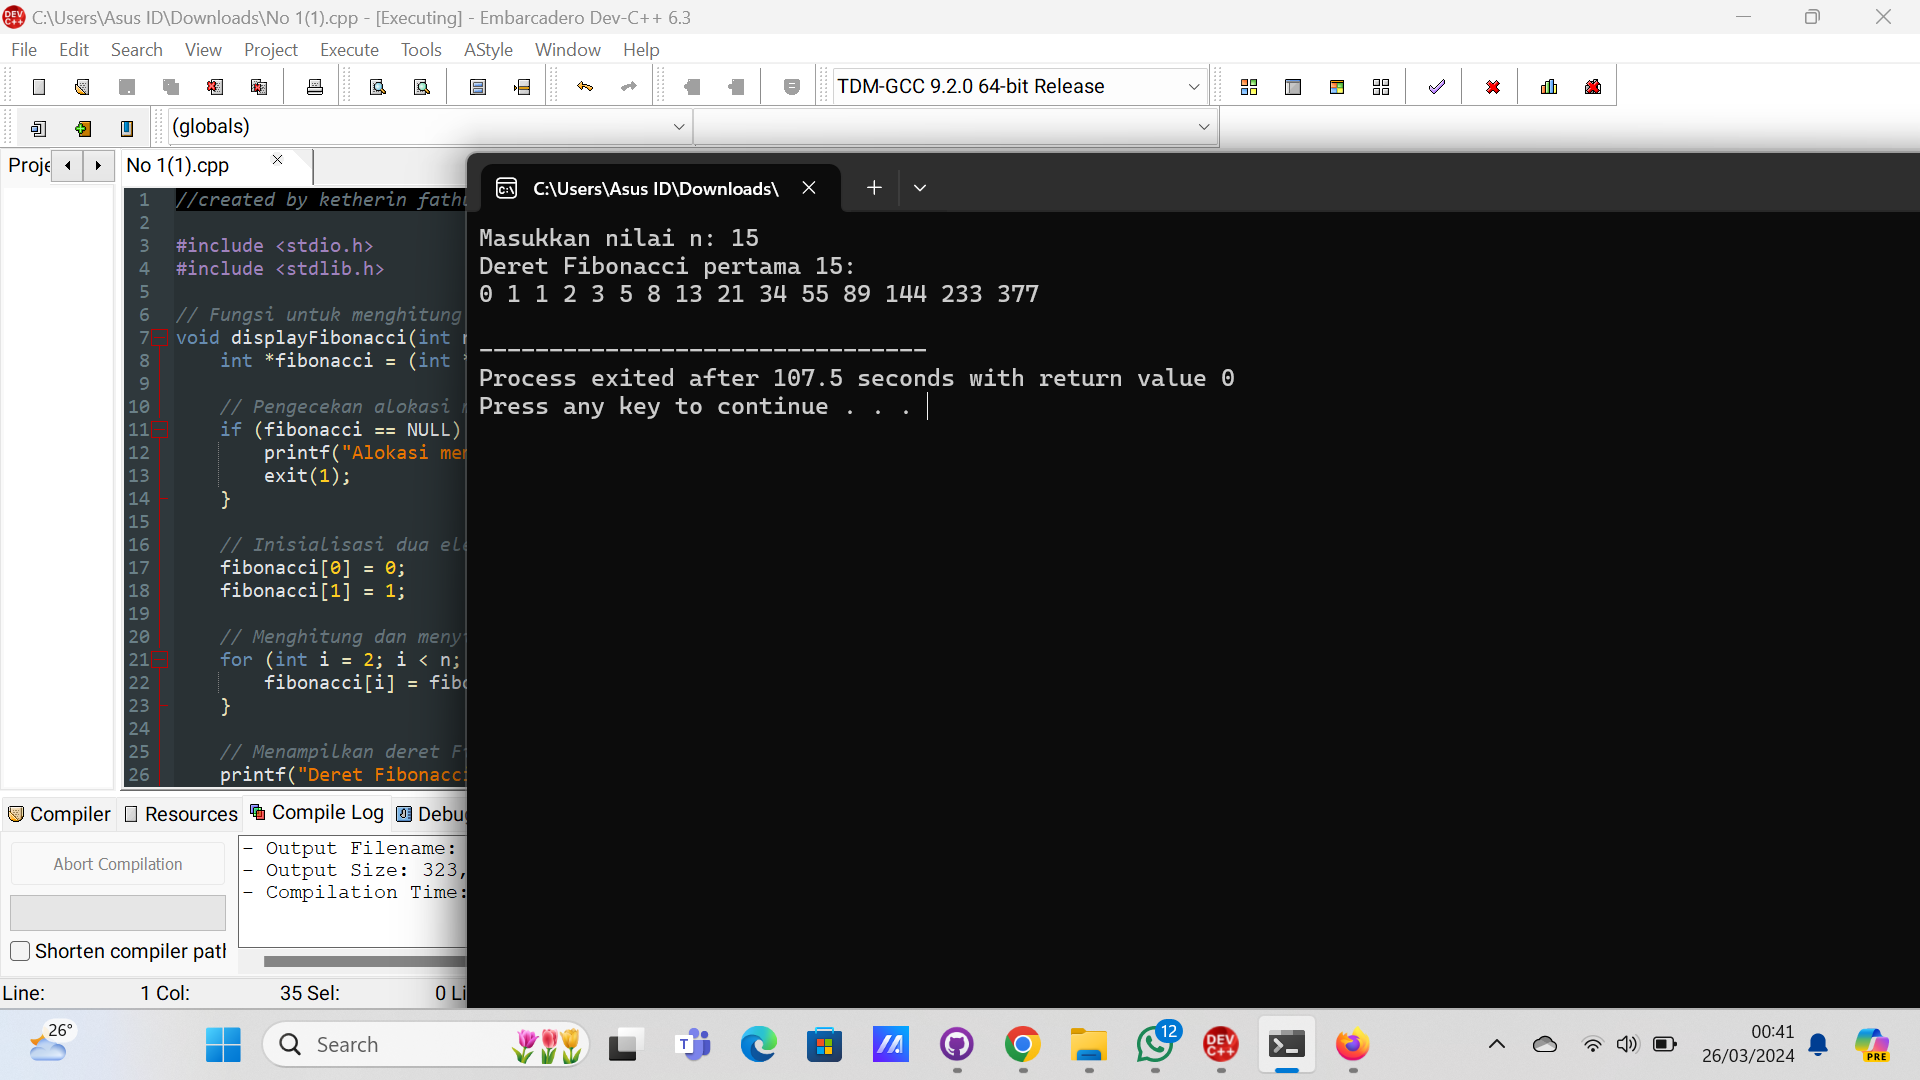 C:\Users\Asus ID\Downloads\No 1(1).cpp - [Executing] - Embarcadero Dev-C++ 6.3
File Edit Search View Project Execute Tools AStyle Window Help
TDM-GCC 9.2.0 64-bit Release
(globals)
Proje
No 1(1).cpp
1 //created by ketherin fath
2
3 #include <stdio.h>
4 #include <stdlib.h>
5
6 // Fungsi untuk menghitung
7 void displayFibonacci(int
8 int *fibonacci = (int *
9
10 // Pengecekan alokasi
11 if (fibonacci == NULL)
12 printf("Alokasi me
13 exit(1);
14 }
15
16 // Inisialisasi dua ele
17 fibonacci[0] = 0;
18 fibonacci[1] = 1;
19
20 // Menghitung dan meny
21 for (int i = 2; i < n;
22 fibonacci[i] = fib
23 }
24
25 // Menampilkan deret F
26 printf("Deret Fibonacc
C:\Users\Asus ID\Downloads\
Masukkan nilai n: 15
Deret Fibonacci pertama 15:
0 1 1 2 3 5 8 13 21 34 55 89 144 233 377
--------------------------------
Process exited after 107.5 seconds with return value 0
Press any key to continue . . .
Compiler Resources Compile Log Debu
Abort Compilation
Shorten compiler path
- Output Filename:
- Output Size: 323,
- Compilation Time:
Line: 1 Col: 35 Sel: 0 Li
26°
Search
12
00:41
26/03/2024
PRE